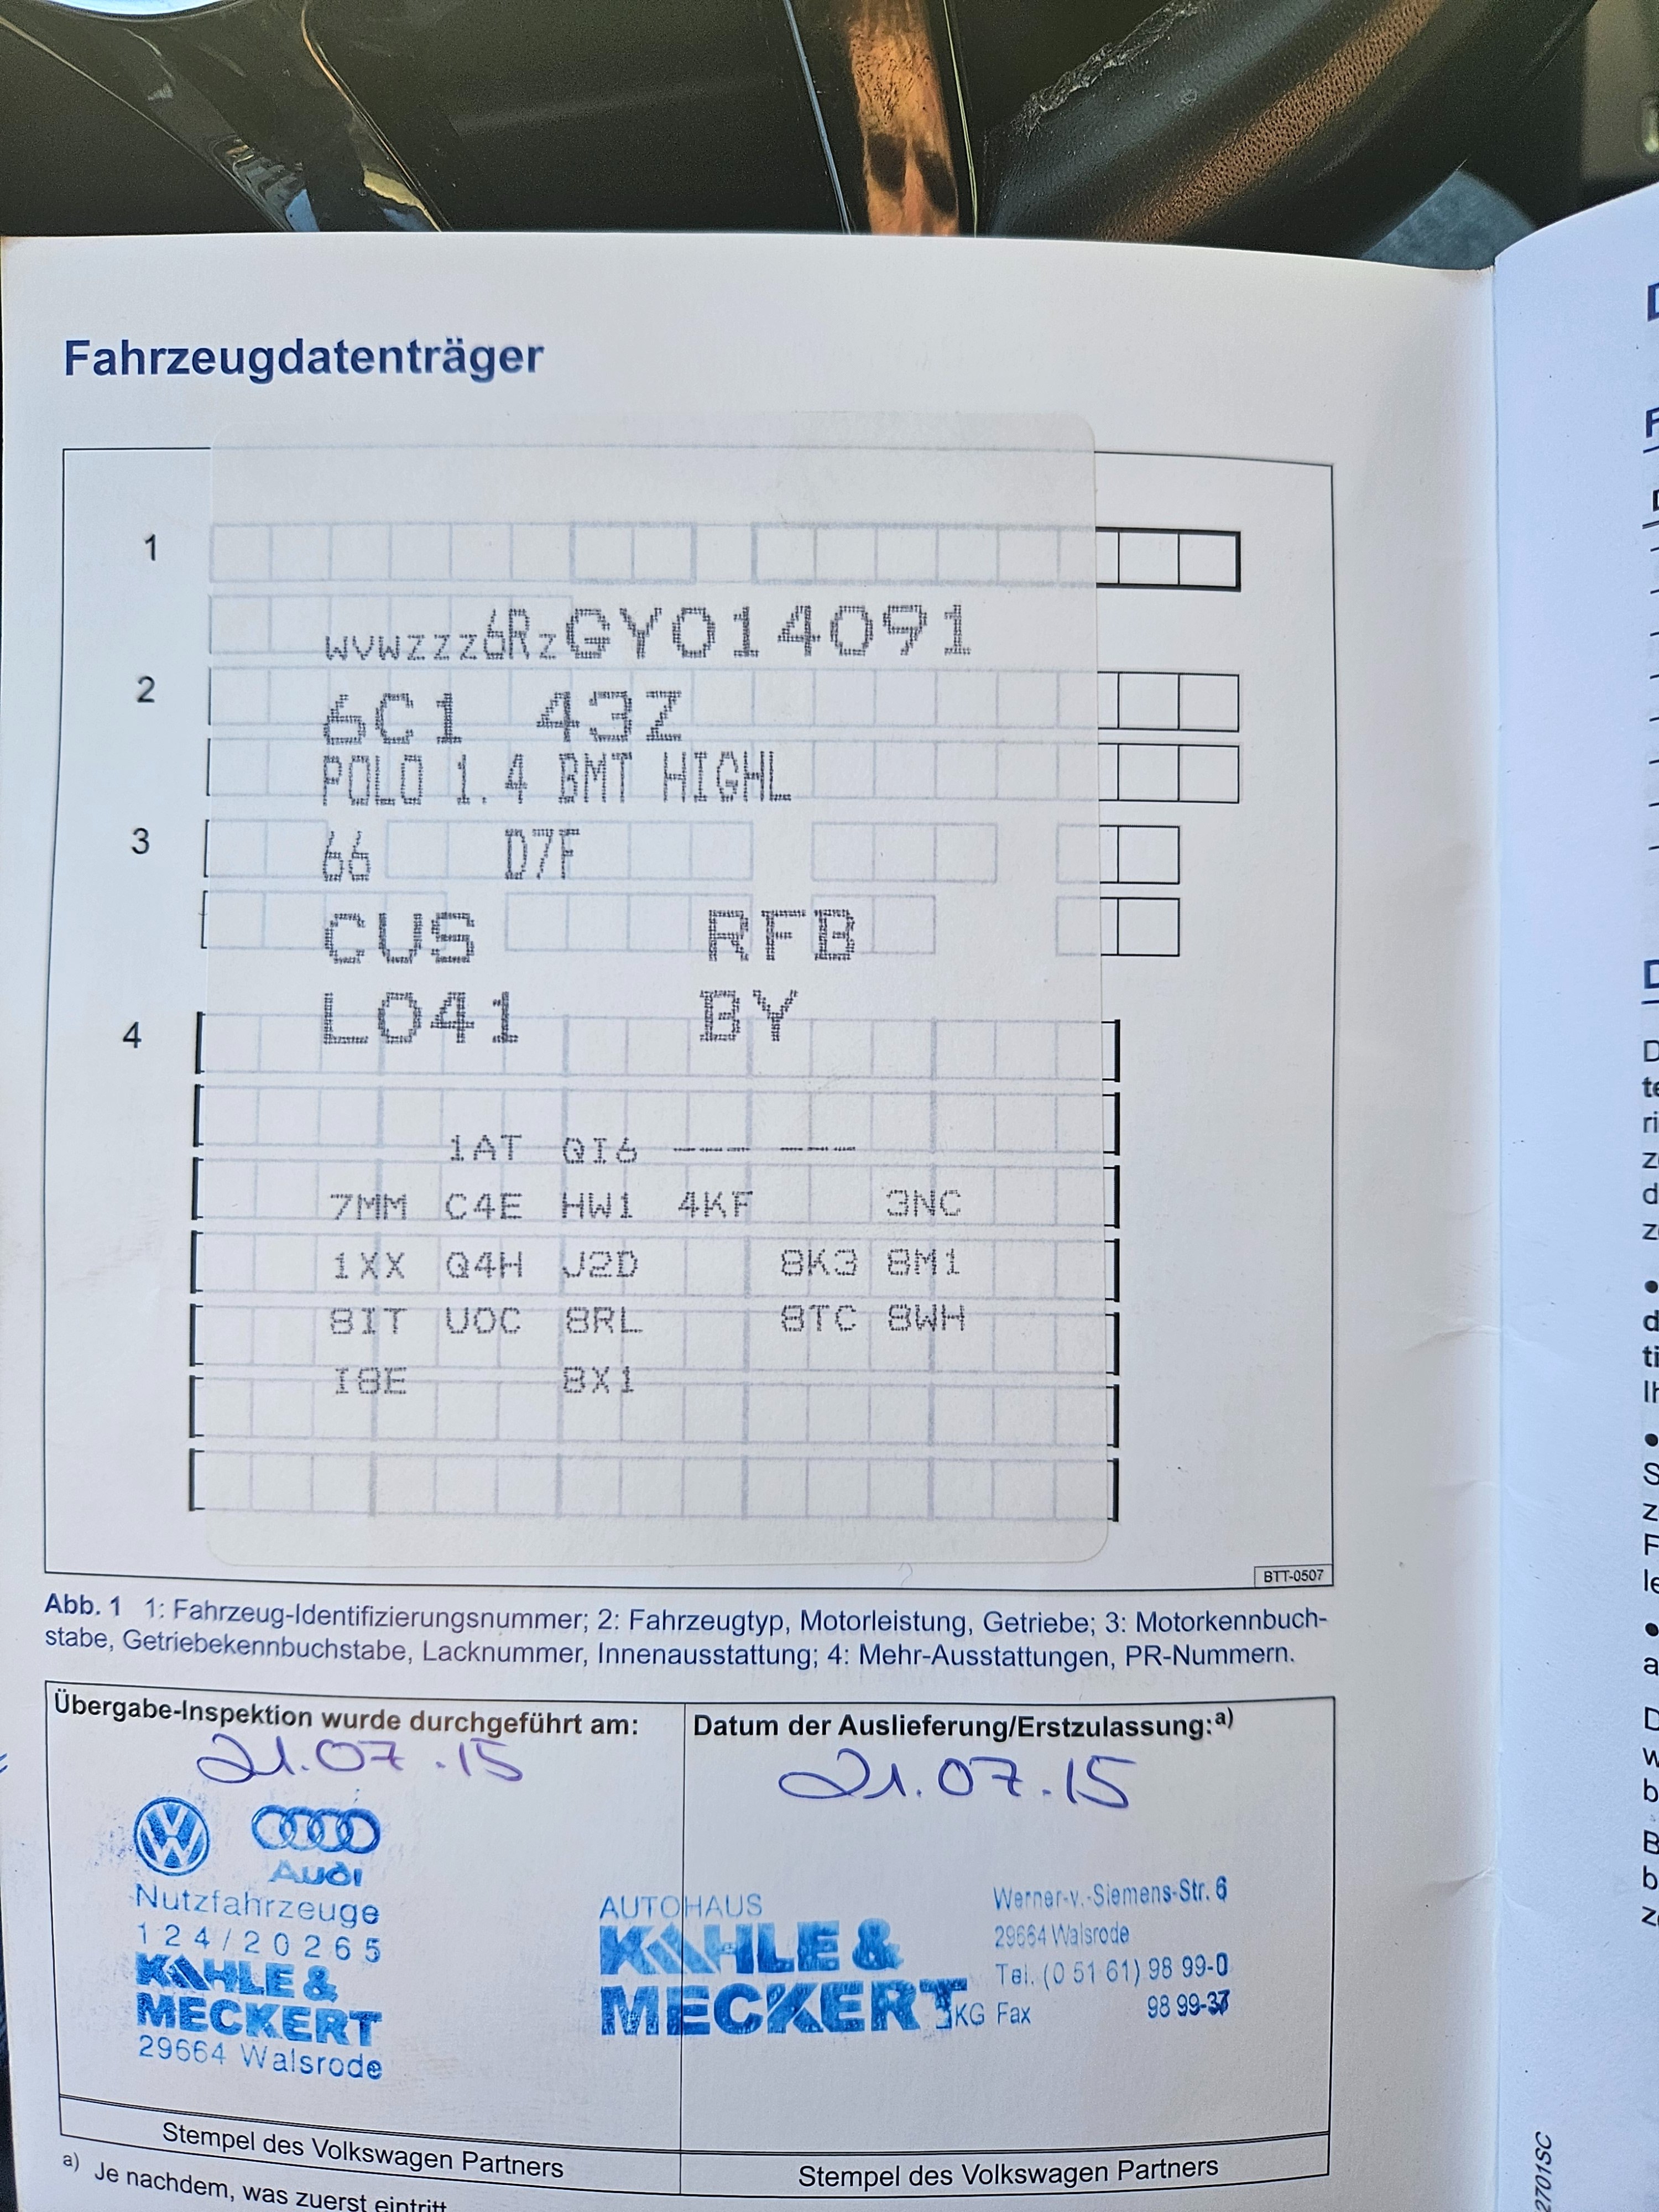 Fahrzeugdatenträger
1
WVWZZZ6RZGY014091
2
6C1 43Z
POLO 1.4 BMT HIGHL
3
66 D7F
CUS RFB
L041 BY
4
1AT QI6 --- ---
7MM C4E HW1 4KF 3NC
1XX Q4H J2D 8K3 8M1
8IT U0C 8RL 8TC 8WH
I8E 8X1
BTT-0507
Abb. 1 1: Fahrzeug-Identifizierungsnummer; 2: Fahrzeugtyp, Motorleistung, Getriebe; 3: Motorkennbuch-
stabe, Getriebekennbuchstabe, Lacknummer, Innenausstattung; 4: Mehr-Ausstattungen, PR-Nummern.
Übergabe-Inspektion wurde durchgeführt am:
21.07.15
Nutzfahrzeuge
Audi
124/20265
KAHLE &
MECKERT
29664 Walsrode
Stempel des Volkswagen Partners
Datum der Auslieferung/Erstzulassung:a)
21.07.15
AUTOHAUS
KAHLE &
MECKERT KG
Werner-v.-Siemens-Str. 6
29664 Walsrode
Tel. (0 51 61) 98 99-0
Fax 98 99-37
Stempel des Volkswagen Partners
a) Je nachdem, was zuerst eintritt
2701SC